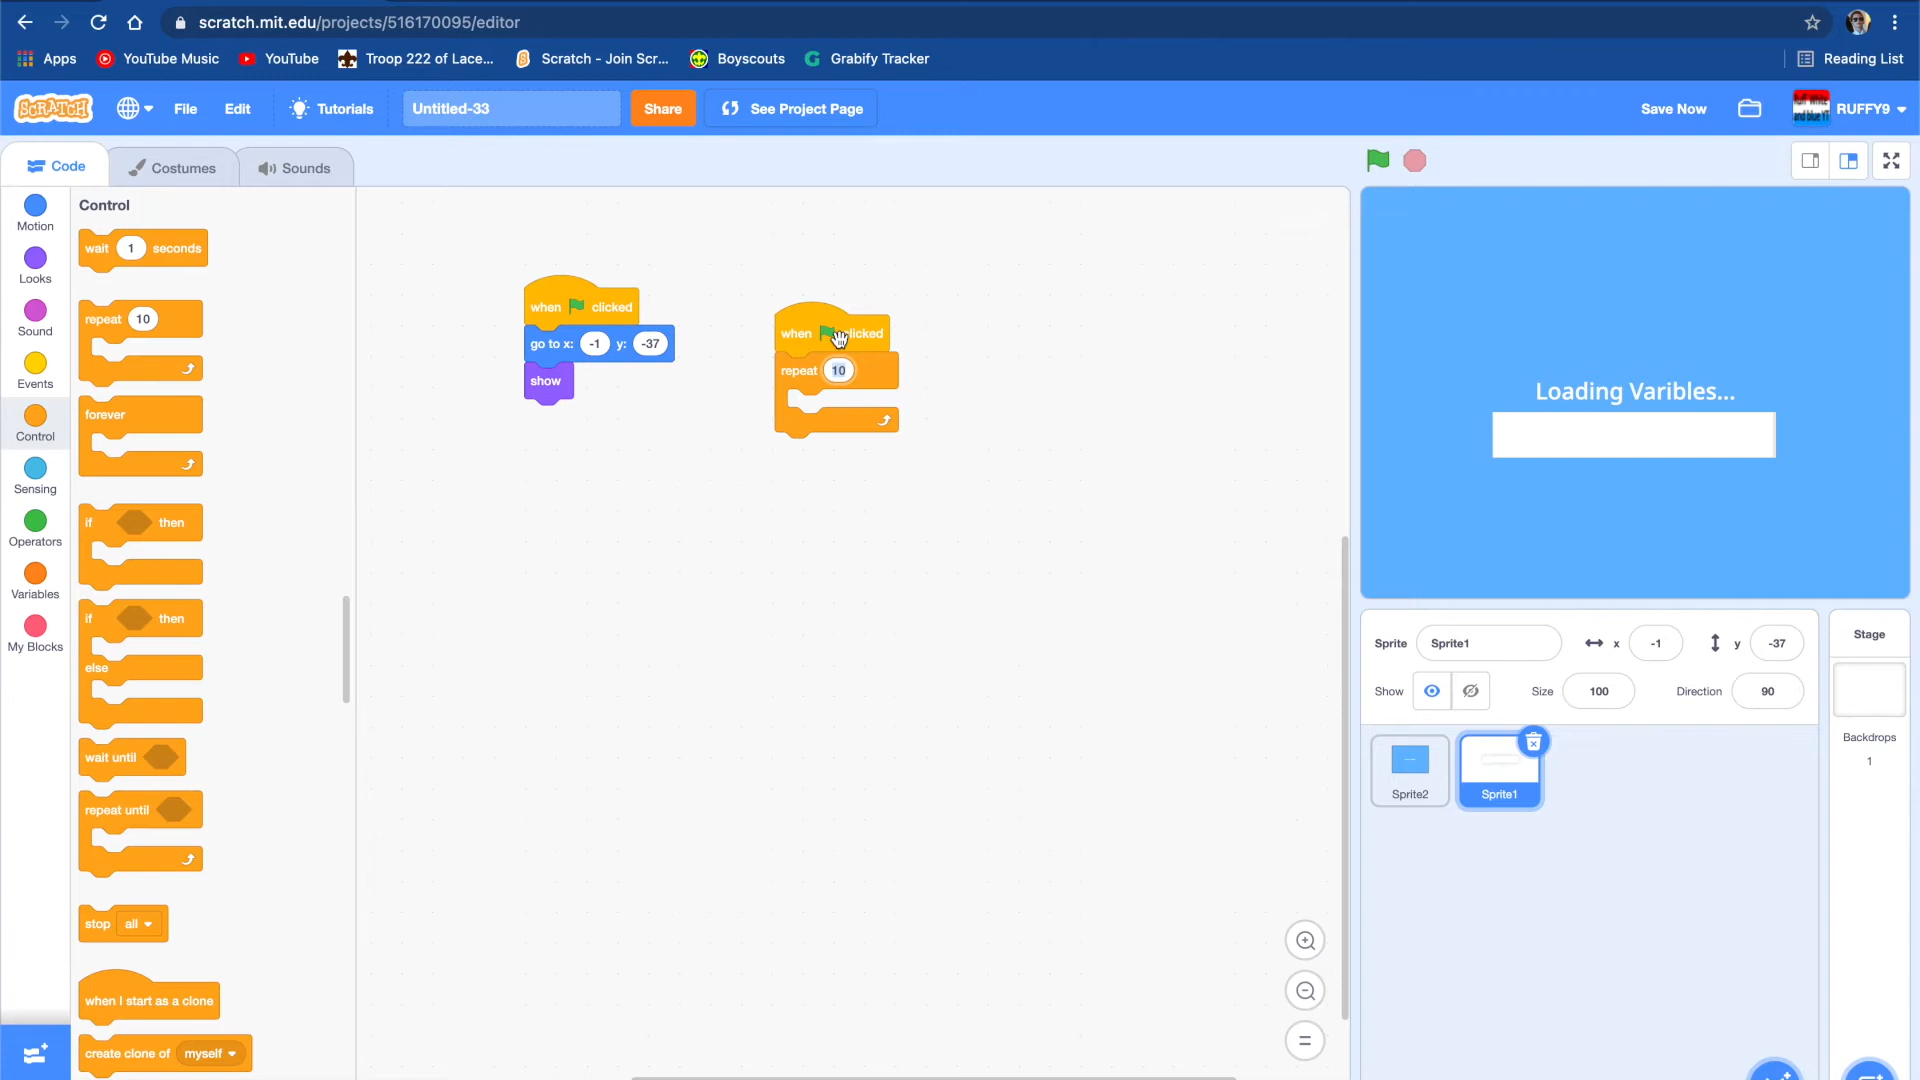 scratch.mit.edu/projects/516170095/editor
Apps YouTube Music YouTube Troop 222 of Lace... Scratch - Join Scr... Boyscouts Grabify Tracker Reading List
SCRATCH File Edit Tutorials Untitled-33 Share See Project Page Save Now RUFFY9
Code Costumes Sounds
Motion
Looks
Sound
Events
Control
Sensing
Operators
Variables
My Blocks
Control
wait 1 seconds
repeat 10
forever
if then
if then
else
wait until
repeat until
stop all
when I start as a clone
create clone of myself
when clicked
go to x: -1 y: -37
show
when clicked
repeat 10
Loading Varibles...
Sprite Sprite1 x -1 y -37
Show Size 100 Direction 90
Sprite2
Sprite1
Stage
Backdrops
1